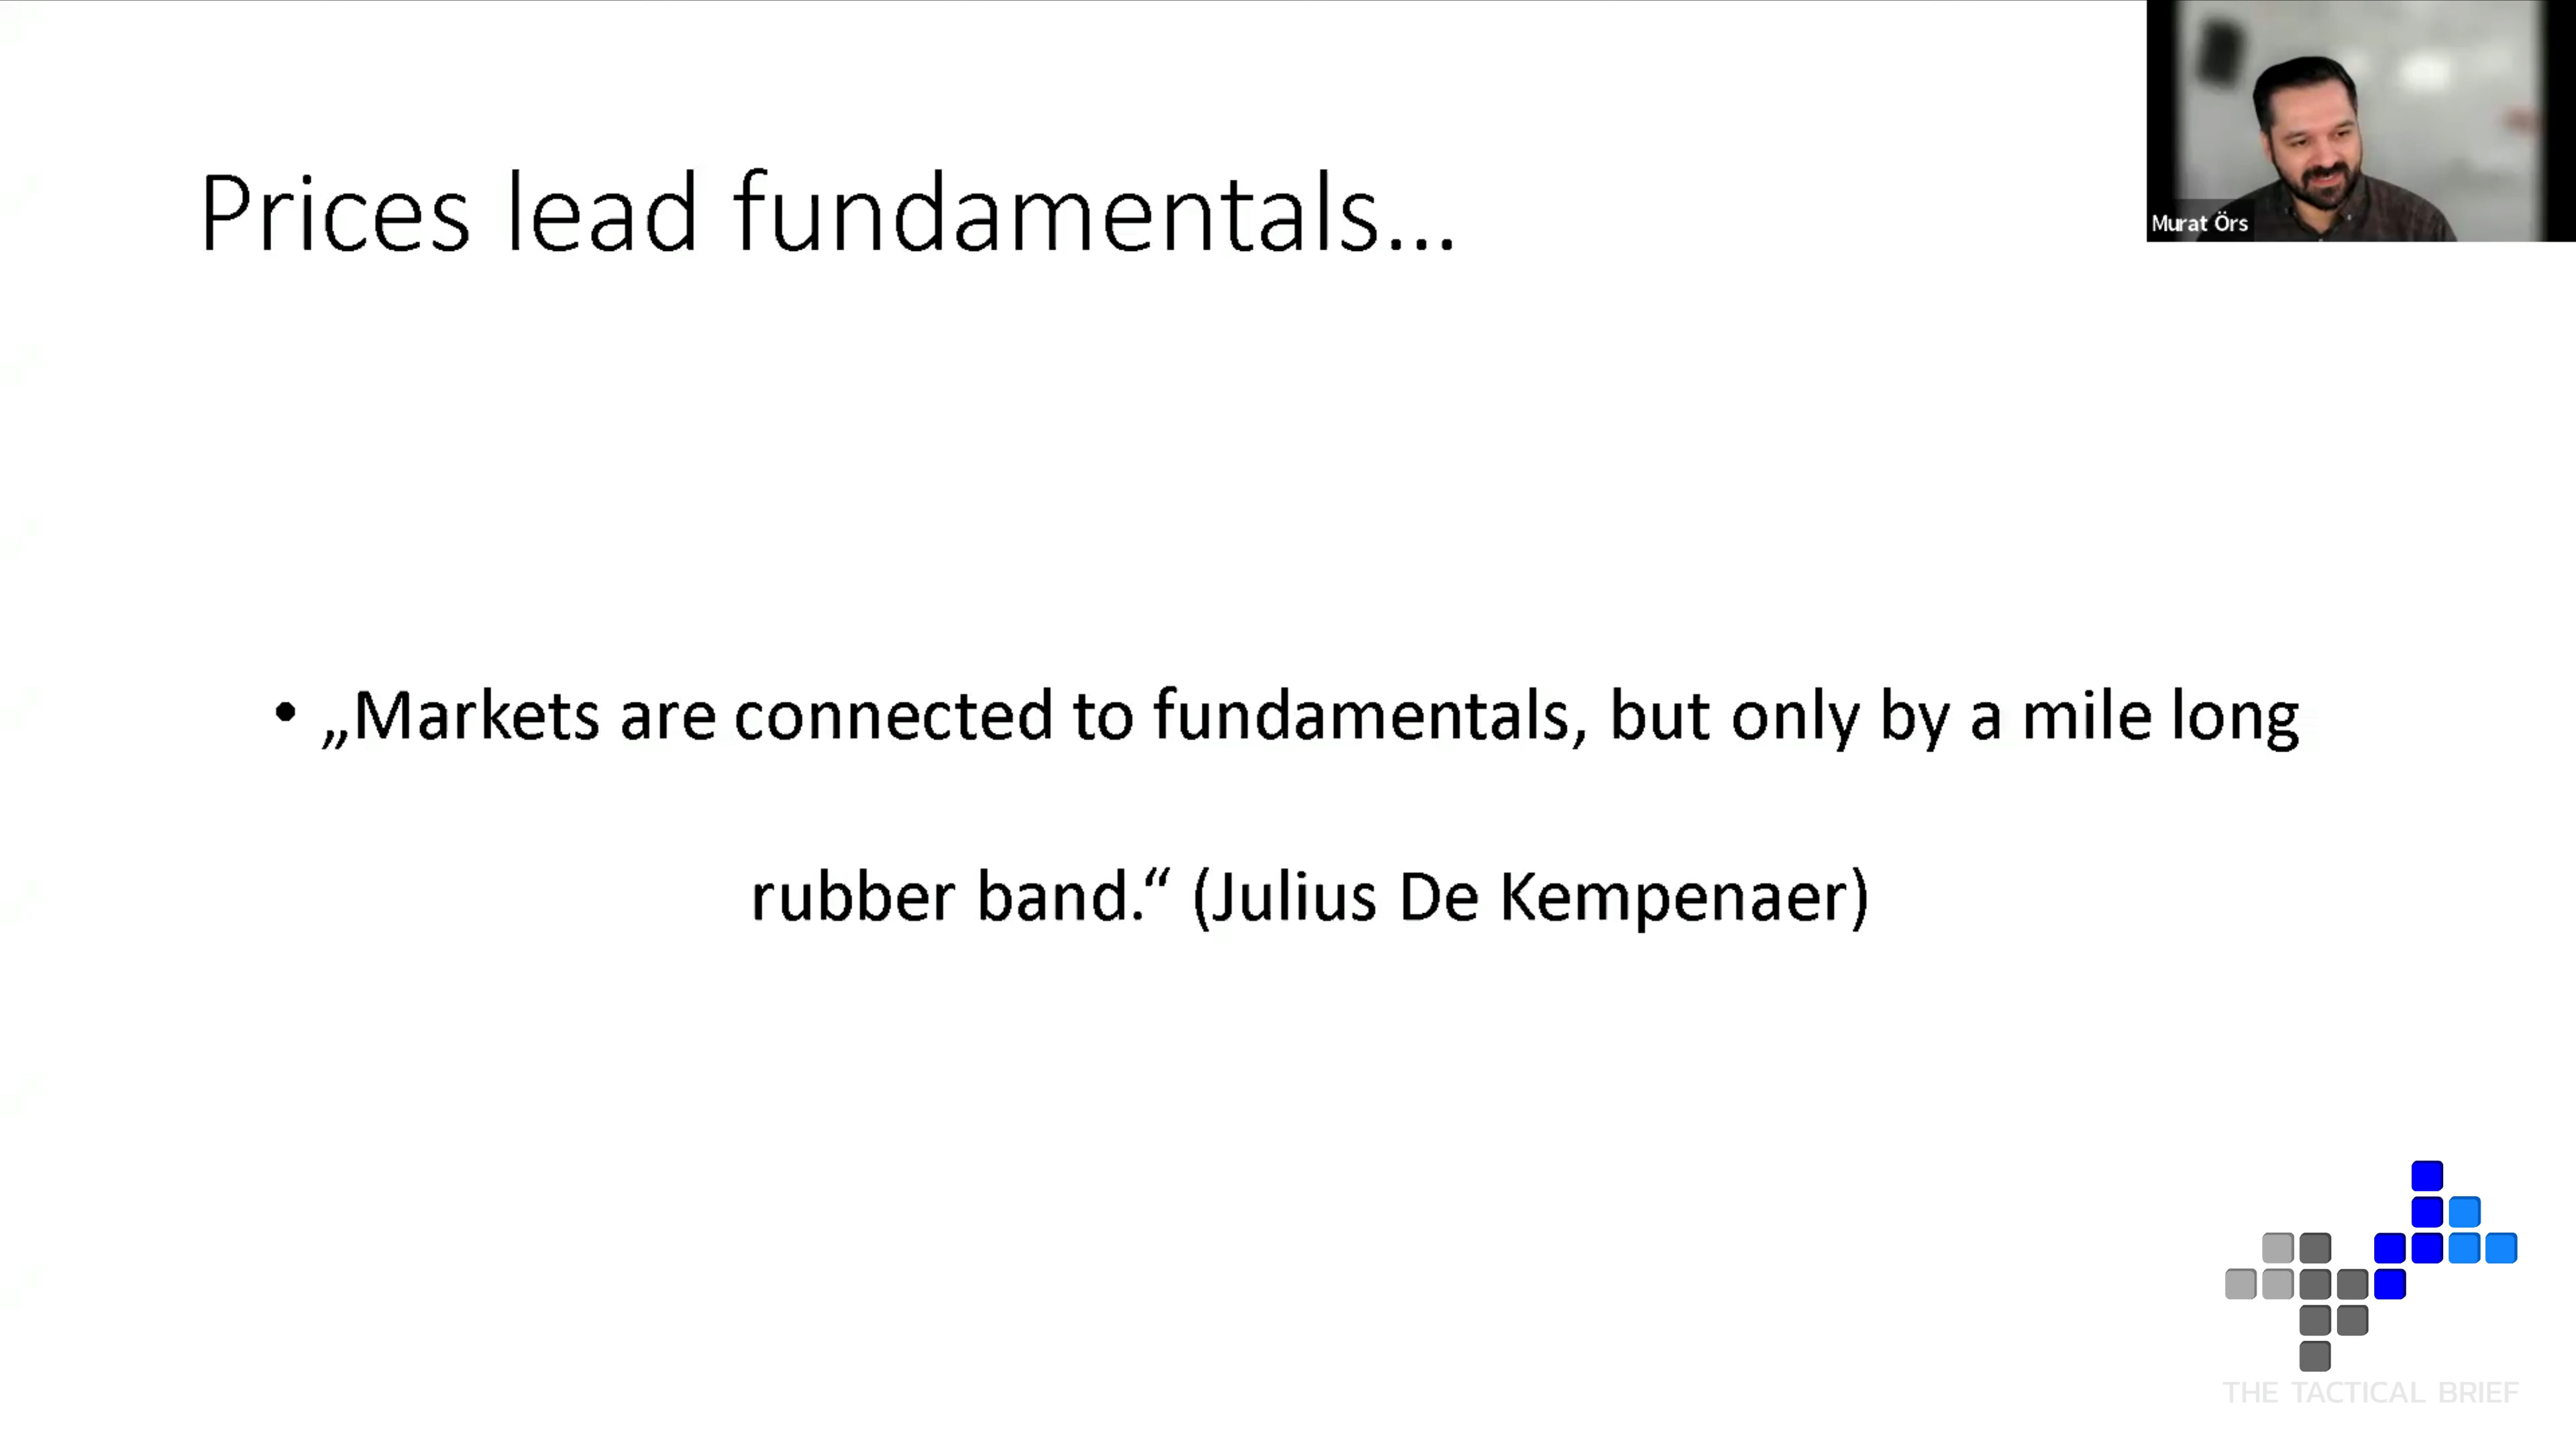 Prices lead fundamentals...
Murat Örs
• „Markets are connected to fundamentals, but only by a mile long
rubber band.“ (Julius De Kempenaer)
THE TACTICAL BRIEF